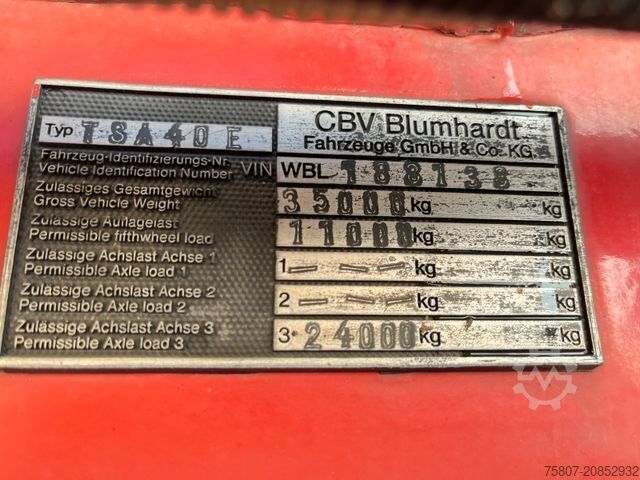 CBV Blumhardt
Fahrzeuge GmbH & Co. KG.
Typ TSA40E
Fahrzeug-Identifizierungs-Nr.
Vehicle Identification Number VIN WBL 188138
Zulässiges Gesamtgewicht
Gross Vehicle Weight 35000 kg kg
Zulässige Auflagelast
Permissible fifthwheel load 11000 kg kg
Zulässige Achslast Achse 1
Permissible Axle load 1 1 — — — kg kg
Zulässige Achslast Achse 2
Permissible Axle load 2 2 — — — kg kg
Zulässige Achslast Achse 3
Permissible Axle load 3 3 24000 kg kg
75807-20852932